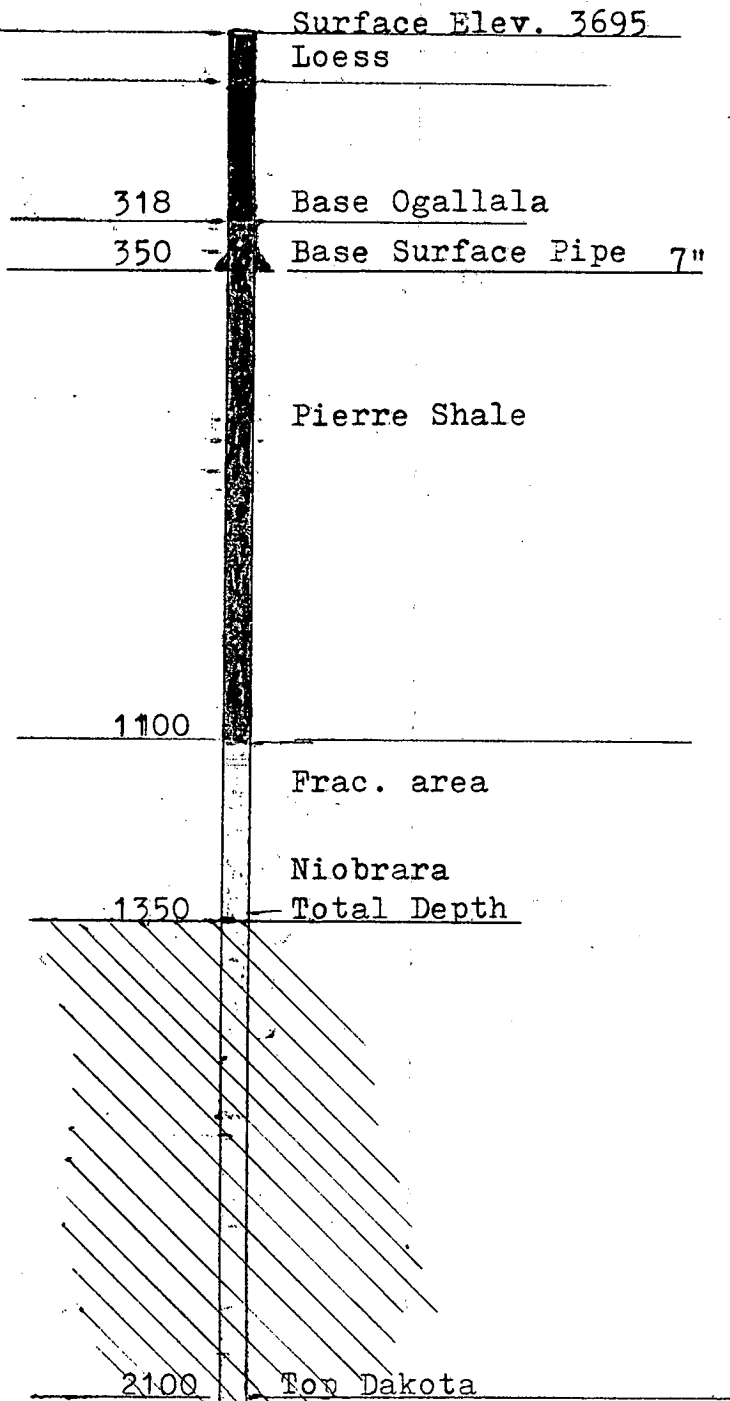 Surface Elev. 3695
Loess
318 Base Ogallala
350 Base Surface Pipe 7"
Pierre Shale
1100
Frac. area
Niobrara
1350 Total Depth
2100 Top Dakota